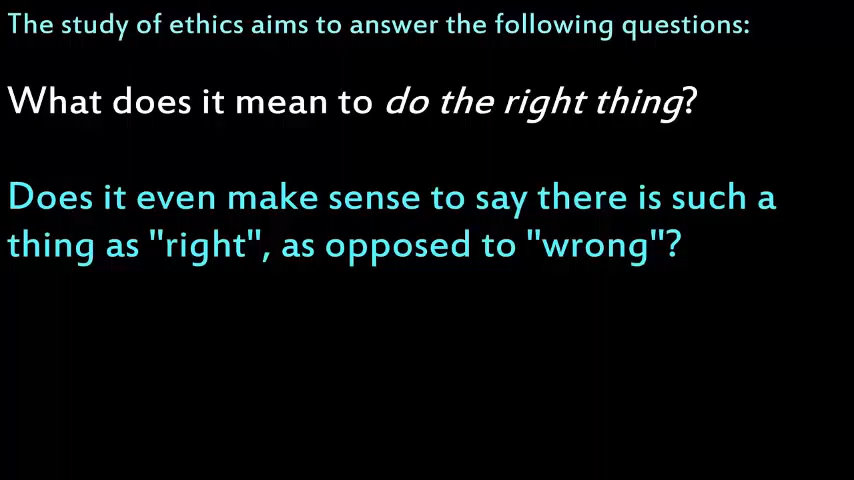 The study of ethics aims to answer the following questions:
What does it mean to do the right thing?
Does it even make sense to say there is such a
thing as "right", as opposed to "wrong"?